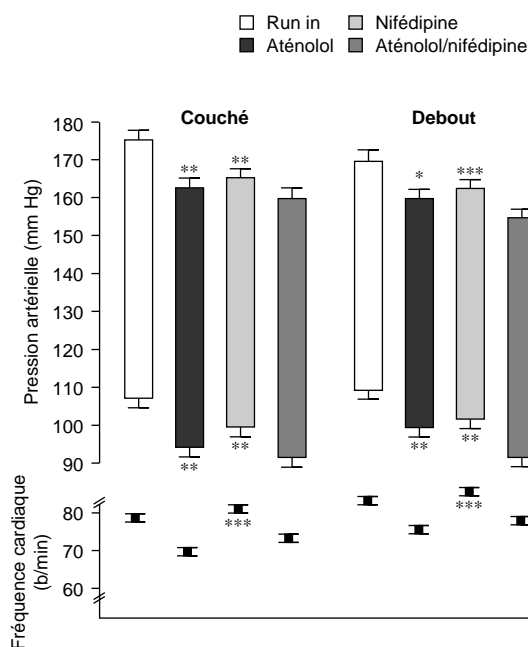 Run in
Nifédipine
Aténolol
Aténolol/nifédipine
Couché
Debout
Pression artérielle (mm Hg)
180
170
160
150
140
130
120
110
100
90
** ** * ***
** ** ** **
Fréquence cardiaque
(b/min)
80
70
60
*** ***